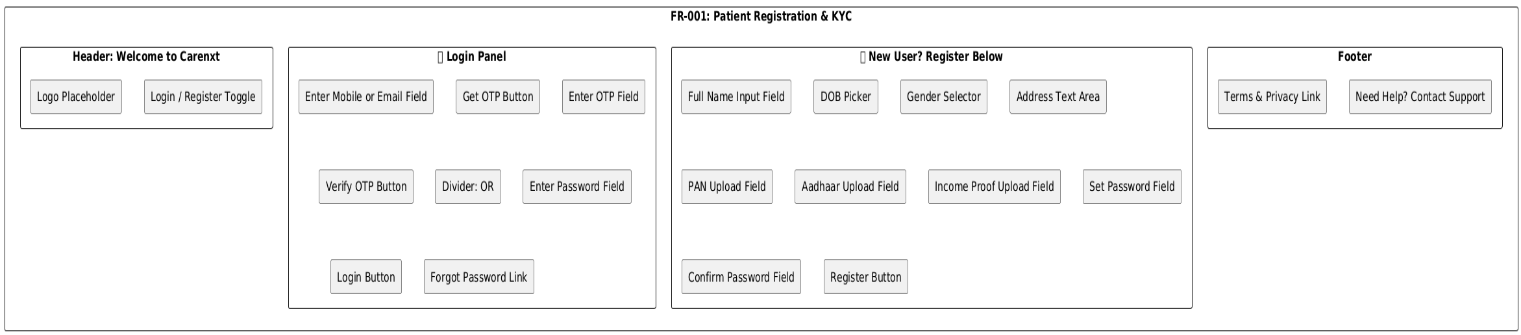 FR-001: Patient Registration & KYC
Header: Welcome to Carenxt
Logo Placeholder
Login / Register Toggle
Login Panel
Enter Mobile or Email Field
Get OTP Button
Enter OTP Field
Verify OTP Button
Divider: OR
Enter Password Field
Login Button
Forgot Password Link
New User? Register Below
Full Name Input Field
DOB Picker
Gender Selector
Address Text Area
PAN Upload Field
Aadhaar Upload Field
Income Proof Upload Field
Set Password Field
Confirm Password Field
Register Button
Footer
Terms & Privacy Link
Need Help? Contact Support